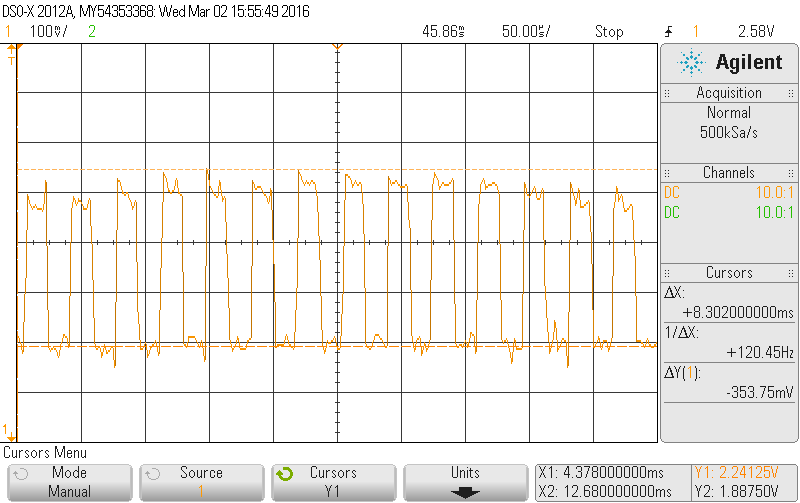 DSO-X 2012A, MY54353368: Wed Mar 02 15:55:49 2016
1 100%/ 2 45.86% 50.00%/ Stop 1 2.58V
T
1
Agilent
Acquisition
Normal
500kSa/s
Channels
DC 10.0:1
DC 10.0:1
Cursors
ΔX:
+8.302000000ms
1/ΔX:
+120.45Hz
ΔY(1):
-353.75mV
Cursors Menu
Mode
Manual
Source
1
Cursors
Y1
Units
X1: 4.378000000ms
X2: 12.680000000ms
Y1: 2.24125V
Y2: 1.88750V